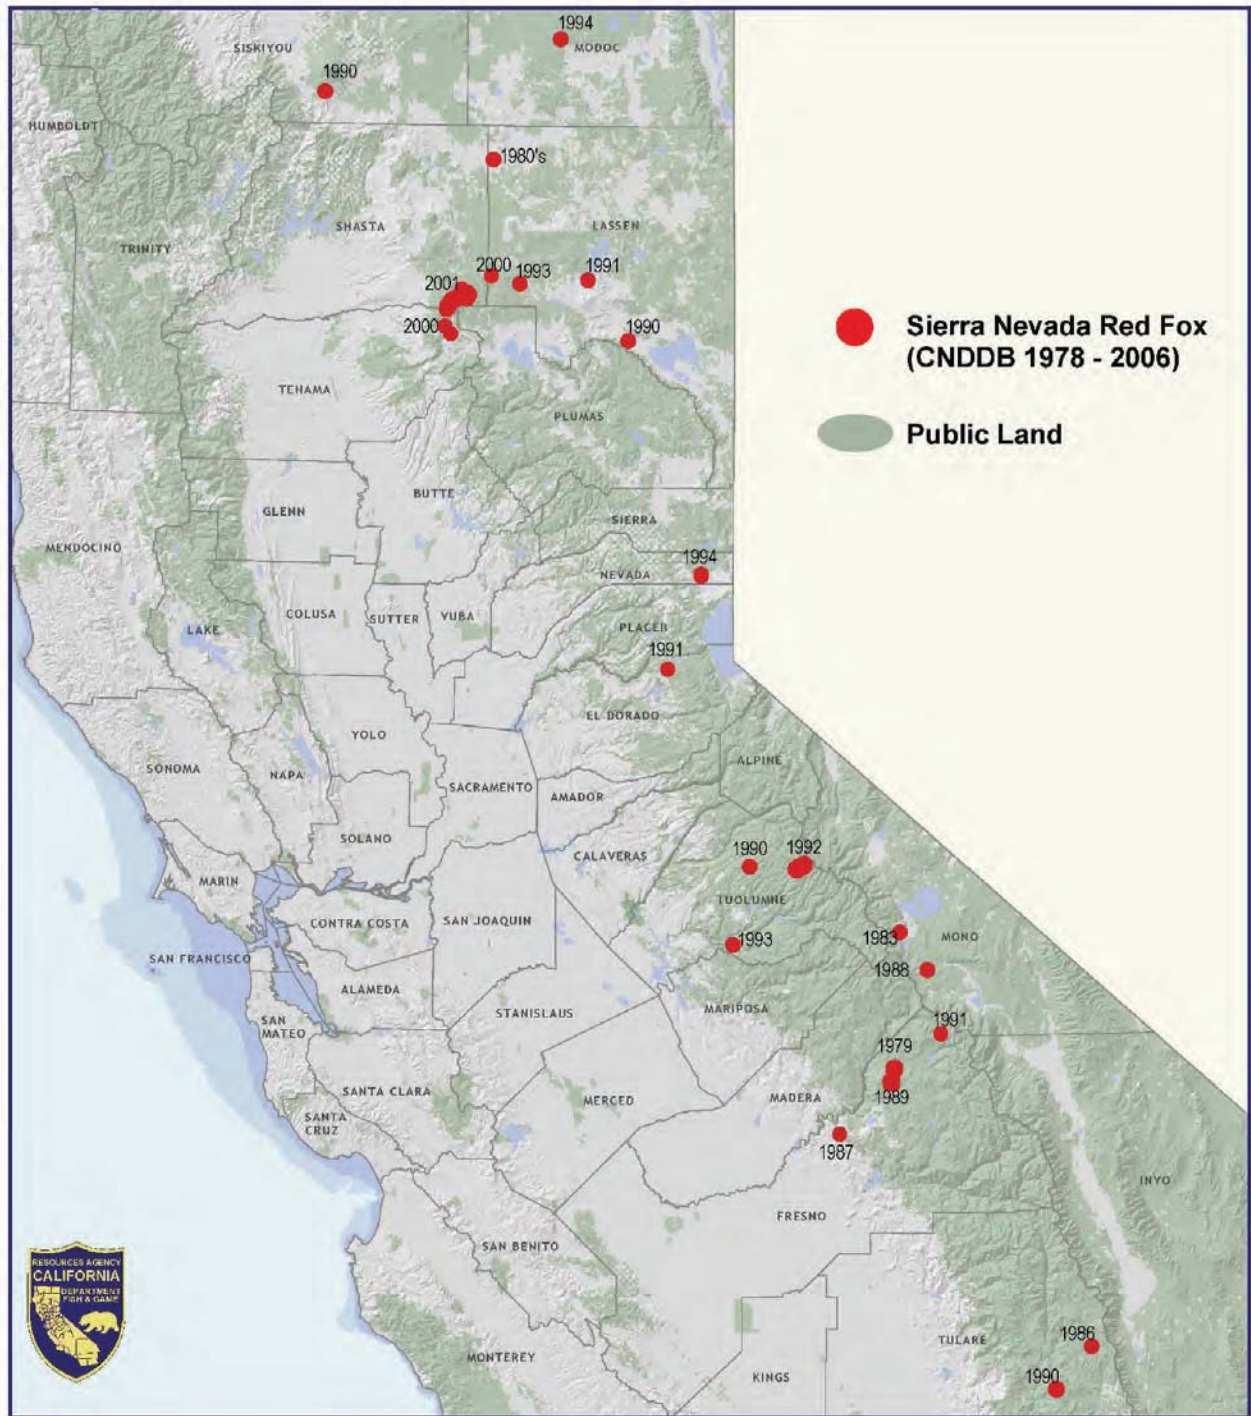 1994
SISKIYOU
MODOC
1990
HUMBOLDT
1980's
SHASTA
LASSEN
TRINITY
2000
1993
1991
2001
2000
1990
Sierra Nevada Red Fox
(CNDDB 1978 - 2006)
TEHAMA
PLUMAS
Public Land
BUTTE
GLENN
SIERRA
MENDOCINO
1994
NEVADA
COLUSA
SUTTER
YUBA
LAKE
PLACER
1991
EL DORADO
YOLO
SONOMA
NAPA
ALPINE
SACRAMENTO
AMADOR
SOLANO
1990
1992
CALAVERAS
MARIN
TUOLUMNE
CONTRA COSTA
SAN JOAQUIN
1993
1983
MONO
SAN FRANCISCO
1988
ALAMEDA
STANISLAUS
MARIPOSA
SAN
MATEO
1991
1979
SANTA CLARA
MERCED
MADERA
1989
SANTA
CRUZ
1987
INYO
FRESNO
SAN BENITO
RESOURCES AGENCY
CALIFORNIA
DEPARTMENT
FISH & GAME
TULARE
1986
MONTEREY
KINGS
1990